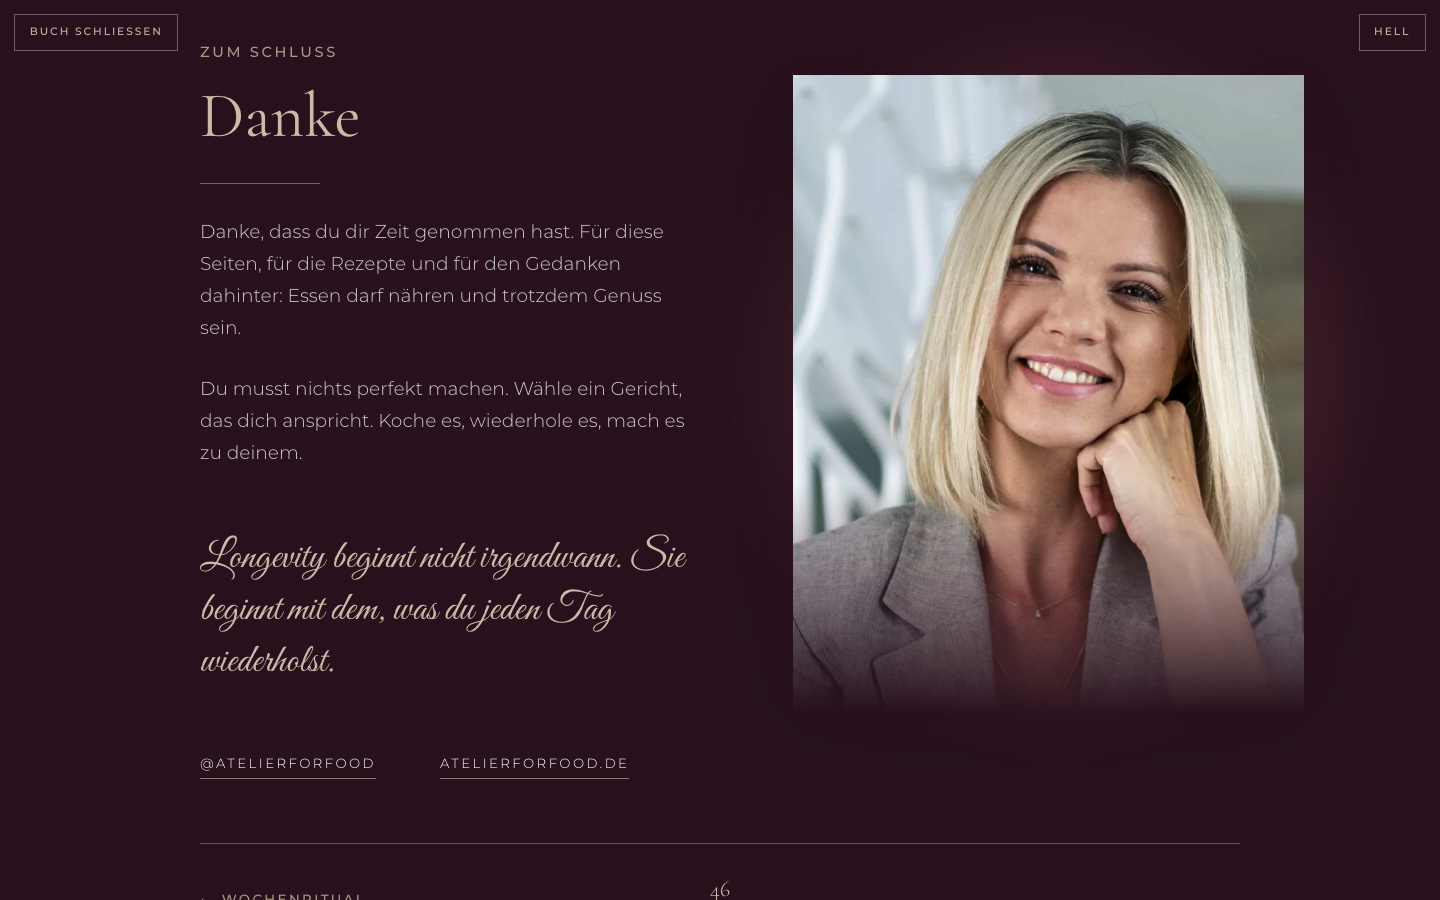 BUCH SCHLIESSEN
HELL
ZUM SCHLUSS
Danke
Danke, dass du dir Zeit genommen hast. Für diese
Seiten, für die Rezepte und für den Gedanken
dahinter: Essen darf nähren und trotzdem Genuss
sein.
Du musst nichts perfekt machen. Wähle ein Gericht,
das dich anspricht. Koche es, wiederhole es, mach es
zu deinem.
Longevity beginnt nicht irgendwann. Sie
beginnt mit dem, was du jeden Tag
wiederholst.
@ATELIERFORFOOD
ATELIERFORFOOD.DE
WOCHENRITUAL
46